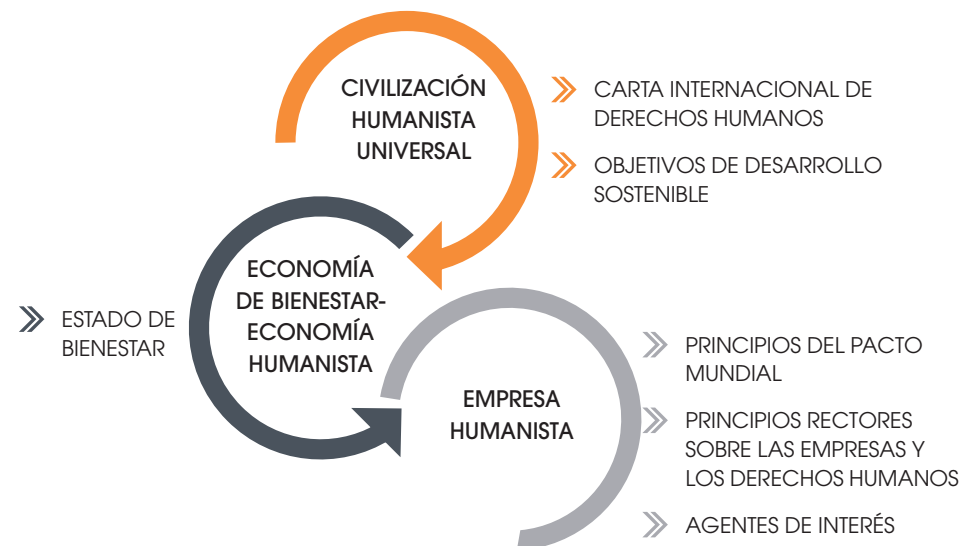 CIVILIZACIÓN
HUMANISTA
UNIVERSAL
CARTA INTERNACIONAL DE
DERECHOS HUMANOS
OBJETIVOS DE DESARROLLO
SOSTENIBLE
ECONOMÍA
DE BIENESTAR-
ECONOMÍA
HUMANISTA
ESTADO DE
BIENESTAR
EMPRESA
HUMANISTA
PRINCIPIOS DEL PACTO
MUNDIAL
PRINCIPIOS RECTORES
SOBRE LAS EMPRESAS Y
LOS DERECHOS HUMANOS
AGENTES DE INTERÉS